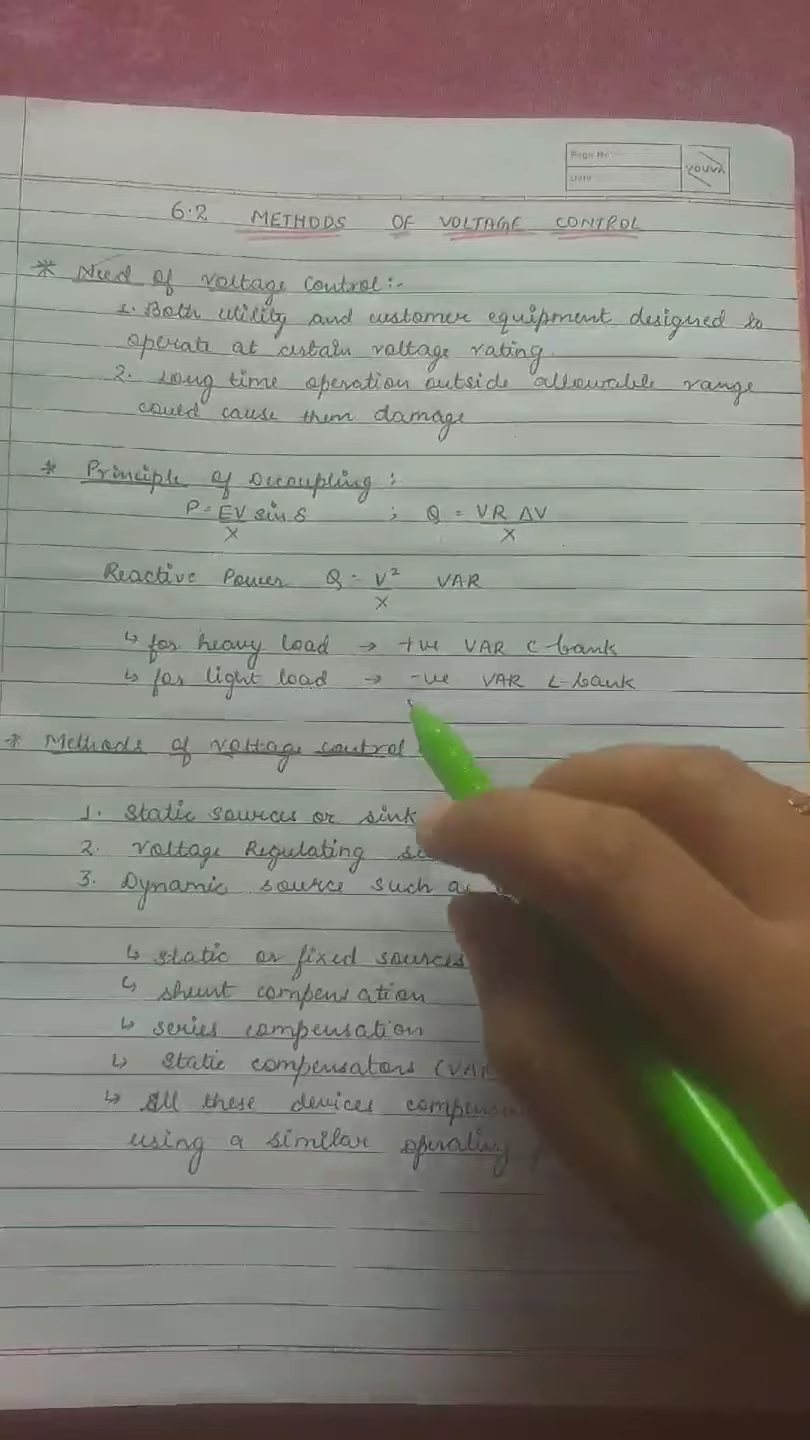 Page No.
Date
YOUVA
6.2 METHODS OF VOLTAGE CONTROL
* Need of voltage control :-
1. Both utility and customer equipment designed to
operate at certain voltage rating.
2. Long time operation outside allowable range
could cause them damage
* Principle of Decoupling :
P = EV sin δ / X ; Q = VR ΔV / X
Reactive Power Q = V² / X VAR
↳ for heavy load → +ve VAR C-bank
↳ for light load → -ve VAR L-bank
* Methods of voltage control
1. Static sources or sink
2. Voltage Regulating
3. Dynamic source such as
↳ static or fixed sources
↳ shunt compensation
↳ series compensation
↳ Static compensators (VAR
↳ All these devices
using a similar operating